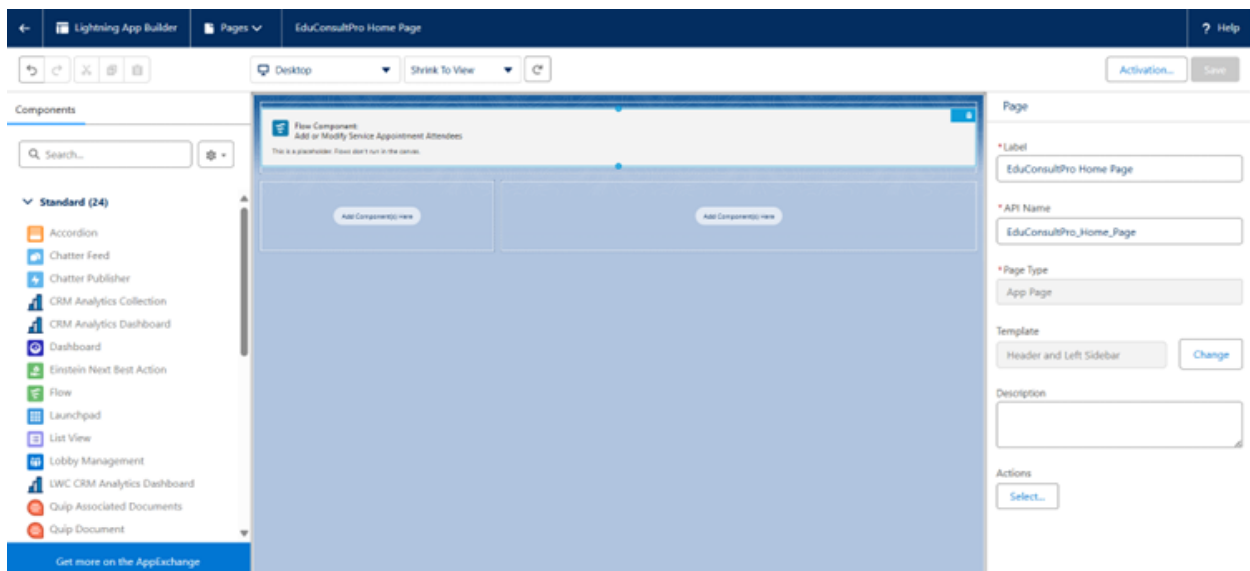 Lightning App Builder
Pages
EduConsultPro Home Page
? Help
Desktop
Shrink To View
Activation...
Save
Components
Search...
Standard (24)
Accordion
Chatter Feed
Chatter Publisher
CRM Analytics Collection
CRM Analytics Dashboard
Dashboard
Einstein Next Best Action
Flow
Launchpad
List View
Lobby Management
LWC CRM Analytics Dashboard
Quip Associated Documents
Quip Document
Get more on the AppExchange
Flow Component:
Add or Modify Service Appointment Attendees
This is a placeholder. Flows don't run in the canvas.
Add Component(s) Here
Add Component(s) Here
Page
*Label
EduConsultPro Home Page
*API Name
EduConsultPro_Home_Page
*Page Type
App Page
Template
Header and Left Sidebar
Change
Description
Actions
Select...